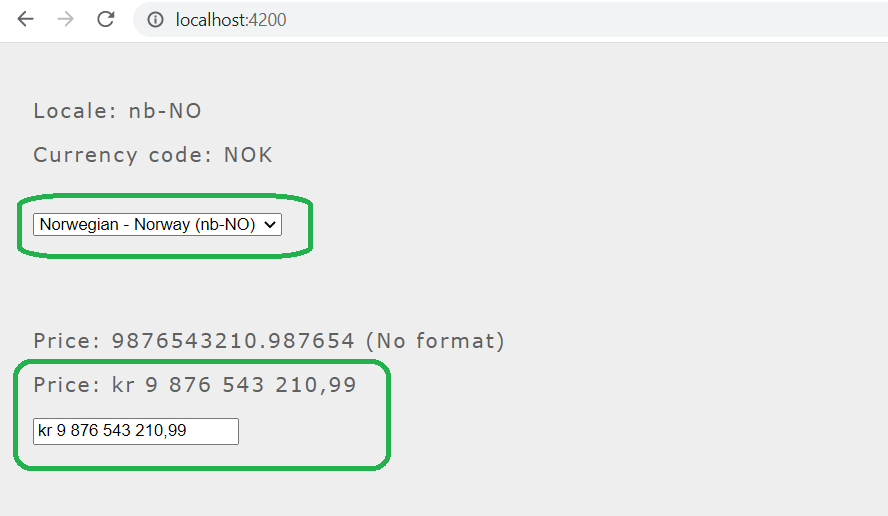 localhost:4200
Locale: nb-NO
Currency code: NOK
Norwegian - Norway (nb-NO)
Price: 9876543210.987654 (No format)
Price: kr 9 876 543 210,99
kr 9 876 543 210,99